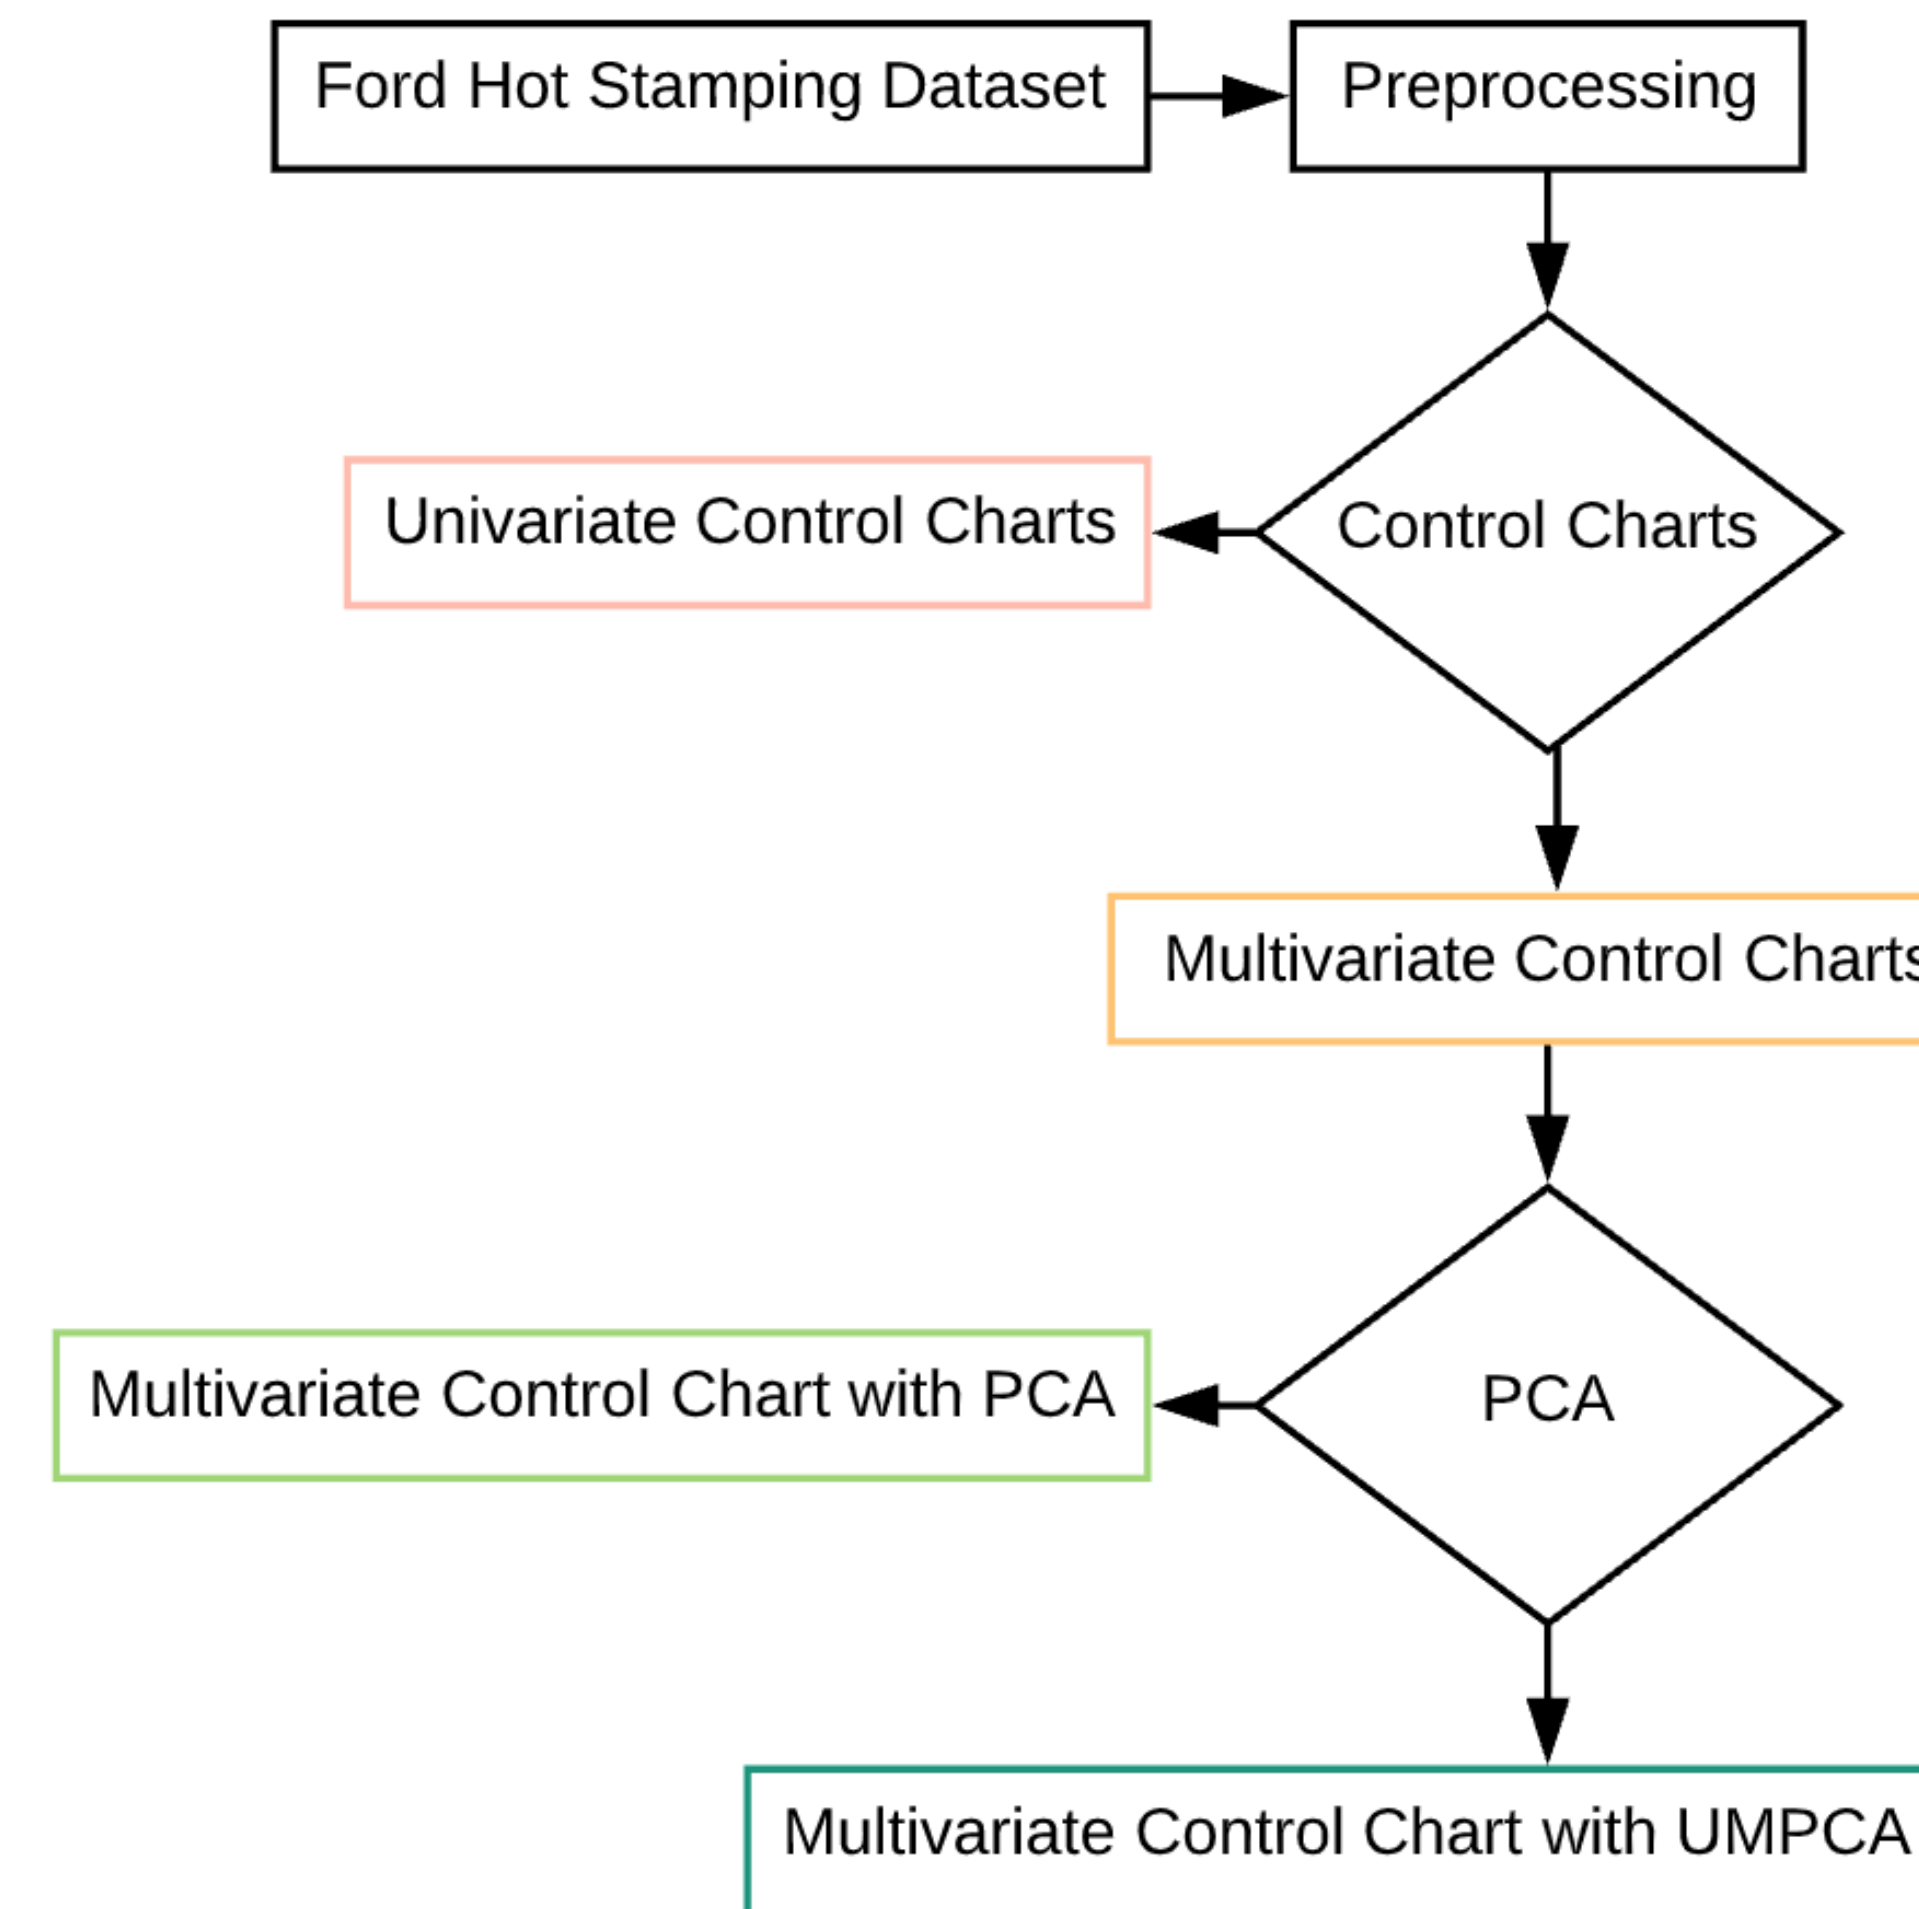 Ford Hot Stamping Dataset
Preprocessing
Control Charts
Univariate Control Charts
Multivariate Control Charts
PCA
Multivariate Control Chart with PCA
Multivariate Control Chart with UMPCA